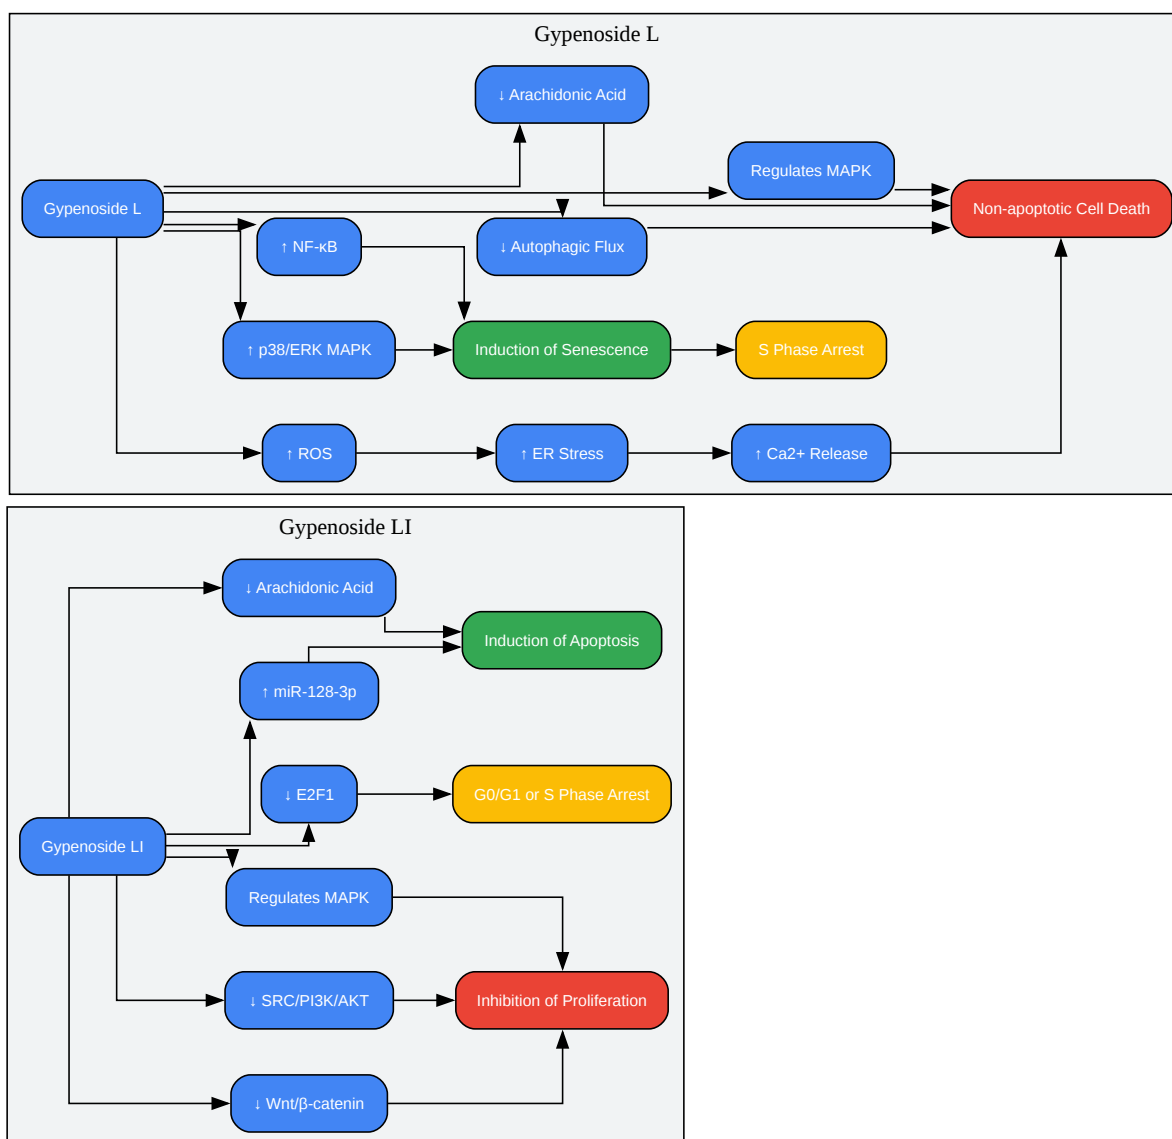 Gypenoside L
↓ Arachidonic Acid
Regulates MAPK
Gypenoside L
Non-apoptotic Cell Death
↑ NF-κB
↓ Autophagic Flux
↑ p38/ERK MAPK
Induction of Senescence
S Phase Arrest
↑ ROS
↑ ER Stress
↑ Ca2+ Release
Gypenoside LI
↓ Arachidonic Acid
Induction of Apoptosis
↑ miR-128-3p
↓ E2F1
G0/G1 or S Phase Arrest
Gypenoside LI
Regulates MAPK
↓ SRC/PI3K/AKT
Inhibition of Proliferation
↓ Wnt/β-catenin